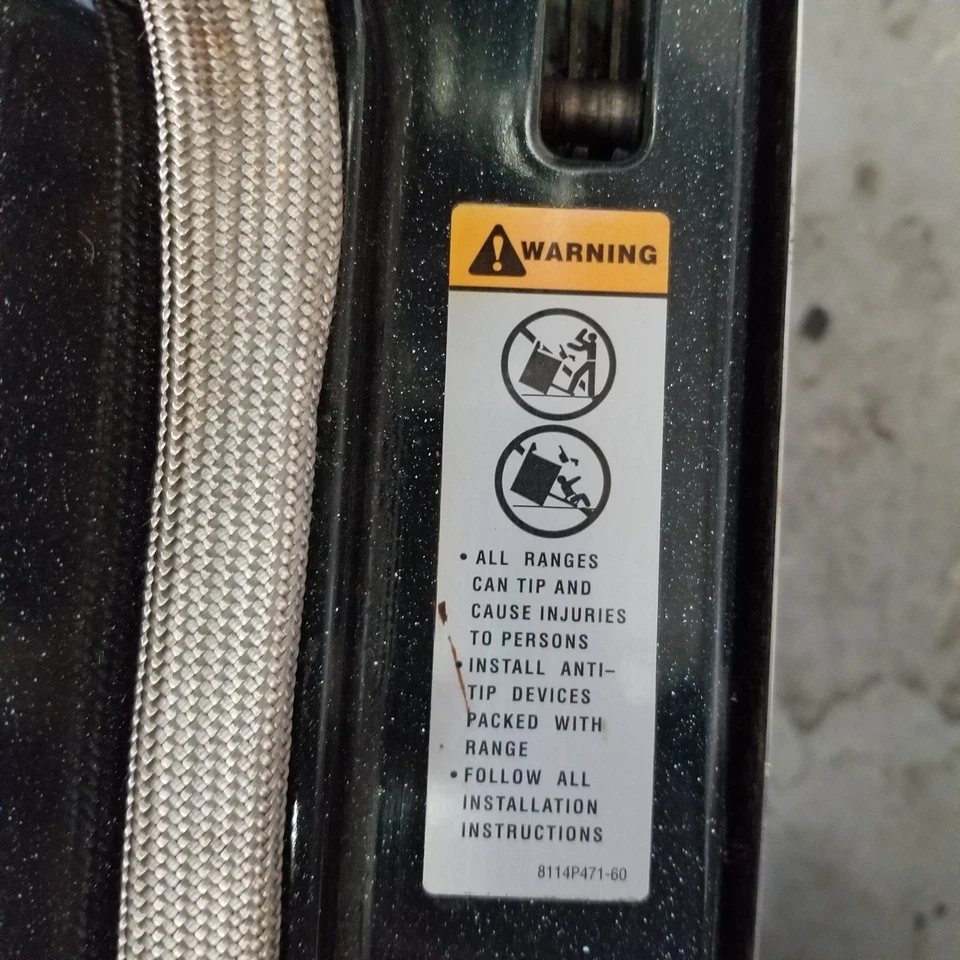 WARNING
• ALL RANGES
CAN TIP AND
CAUSE INJURIES
TO PERSONS
• INSTALL ANTI–
TIP DEVICES
PACKED WITH
RANGE
• FOLLOW ALL
INSTALLATION
INSTRUCTIONS
8114P471-60